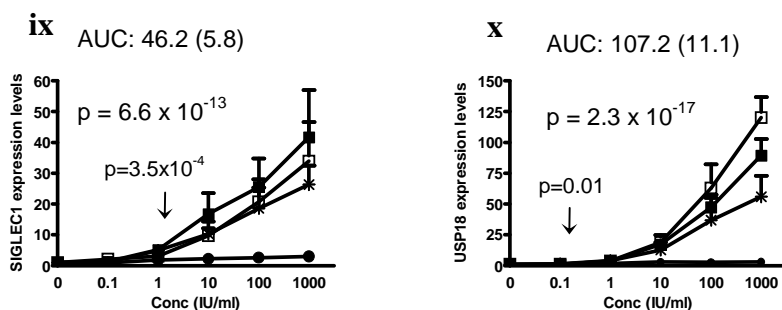 ix
AUC: 46.2 (5.8)
60
50
40
30
20
10
0
SIGLEC1 expression levels
p = 6.6 x 10-13
p=3.5x10-4
0 0.1 1 10 100 1000
Conc (IU/ml)
x
AUC: 107.2 (11.1)
150
125
100
75
50
25
0
USP18 expression levels
p = 2.3 x 10-17
p=0.01
0 0.1 1 10 100 1000
Conc (IU/ml)